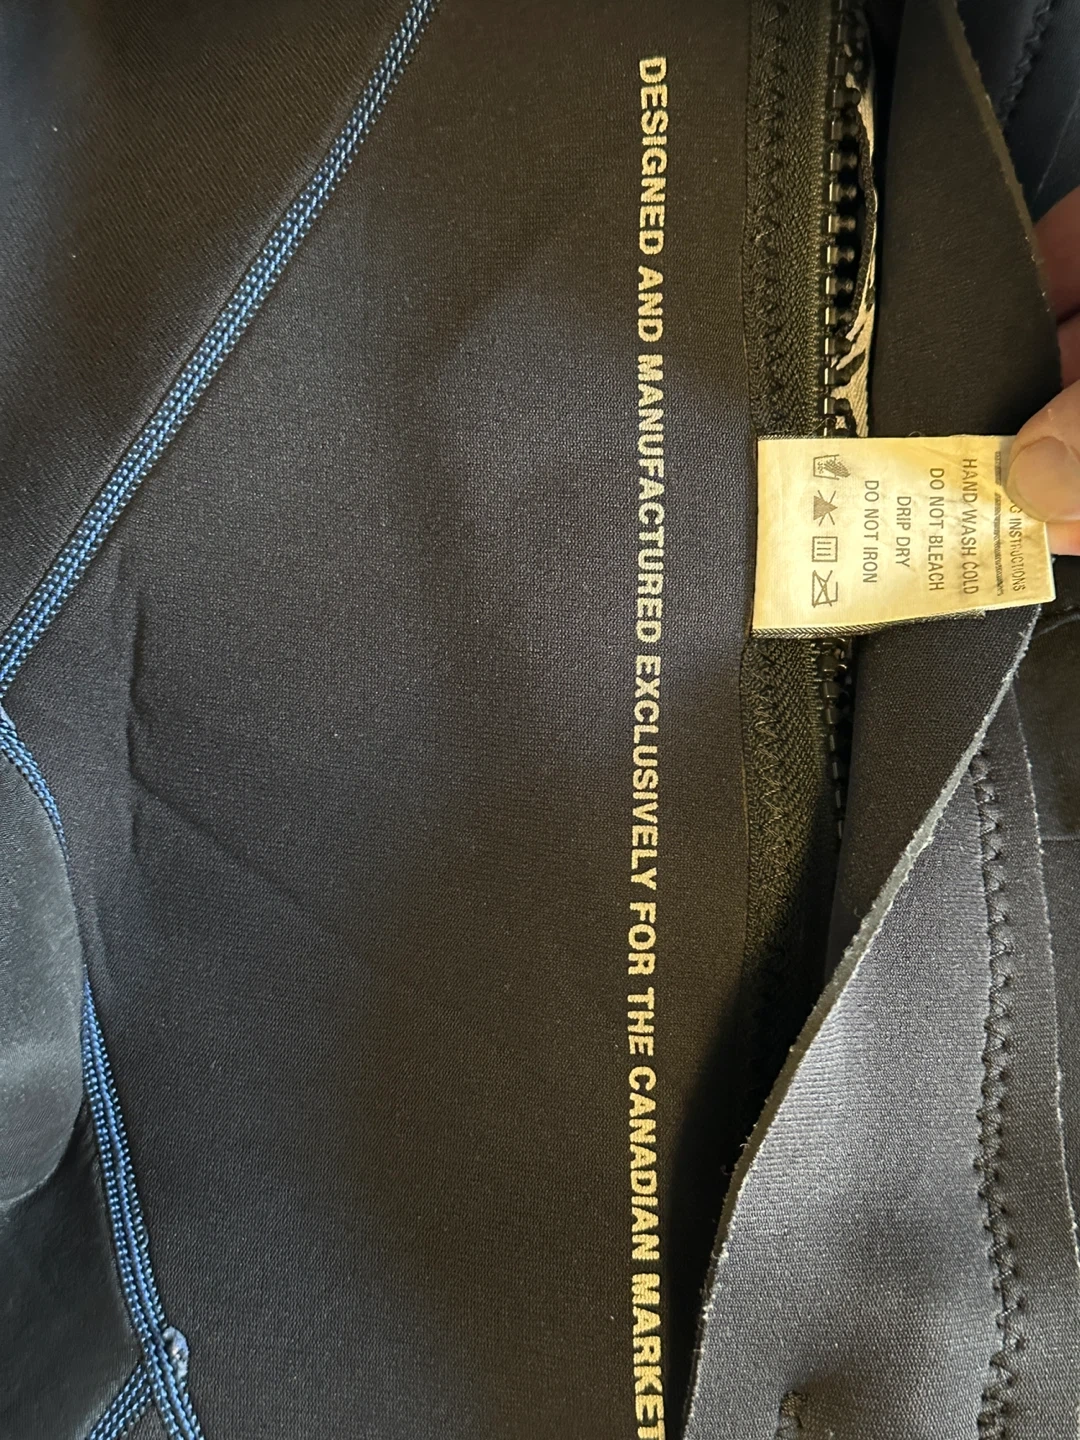 DESIGNED AND MANUFACTURED EXCLUSIVELY FOR THE CANADIAN MARKET
INSTRUCTIONS
HAND WASH COLD
DO NOT BLEACH
DRIP DRY
DO NOT IRON